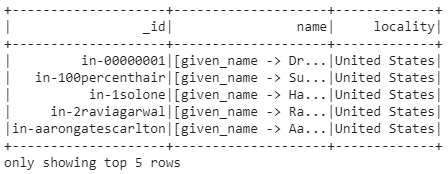 +--------------------+--------------------+-------------+
|                 _id|                name|     locality|
+--------------------+--------------------+-------------+
|         in-00000001|[given_name -> Dr...|United States|
|   in-100percenthair|[given_name -> Su...|United States|
|          in-1solone|[given_name -> Ha...|United States|
|     in-2raviagarwal|[given_name -> Ra...|United States|
|in-aarongatescarlton|[given_name -> Aa...|United States|
+--------------------+--------------------+-------------+
only showing top 5 rows